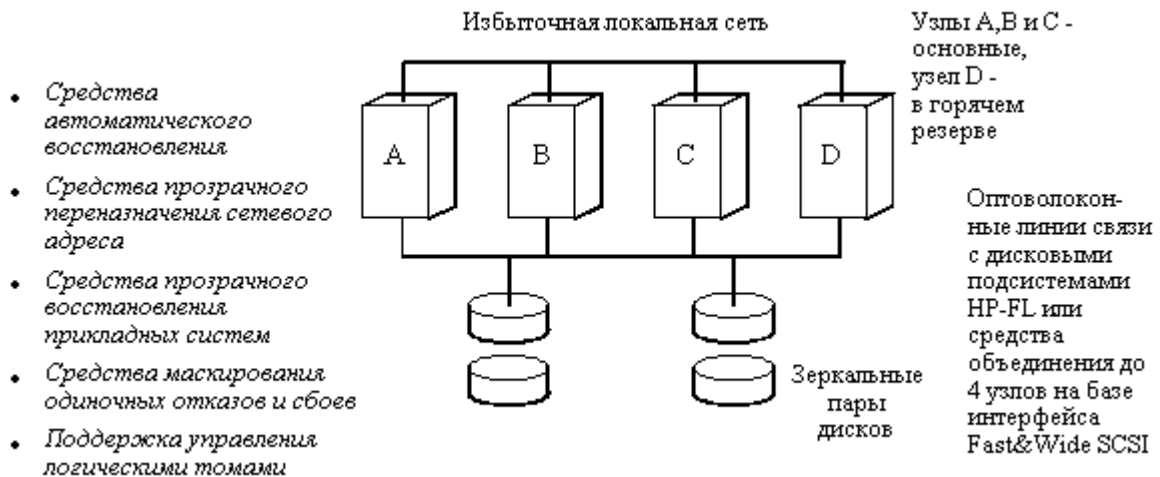 Избыточная локальная сеть
Узлы A,B и C -
основные,
узел D -
в горячем
резерве
• Средства
автоматического
восстановления
• Средства прозрачного
переназначения сетевого
адреса
• Средства прозрачного
восстановления
прикладных систем
• Средства маскирования
одиночных отказов и сбоев
• Поддержка управления
логическими томами
A
B
C
D
Оптоволокон-
ные линии связи
с дисковыми
подсистемами
HP-FL или
средства
объединения до
4 узлов на базе
интерфейса
Fast&Wide SCSI
Зеркальные
пары
дисков